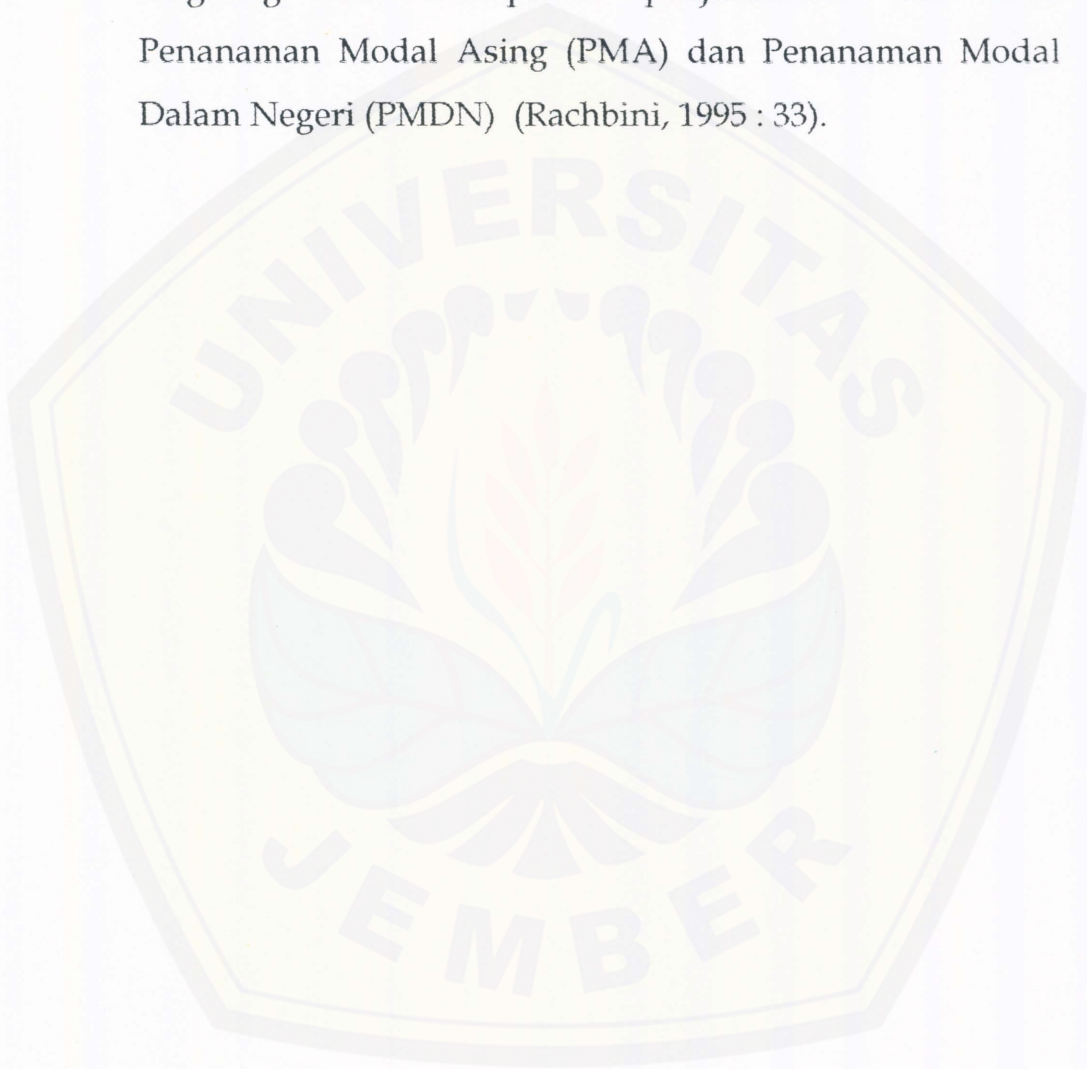 Penanaman Modal Asing (PMA) dan Penanaman Modal
Dalam Negeri (PMDN) (Rachbini, 1995 : 33).
UNIVERSITAS
JEMBER